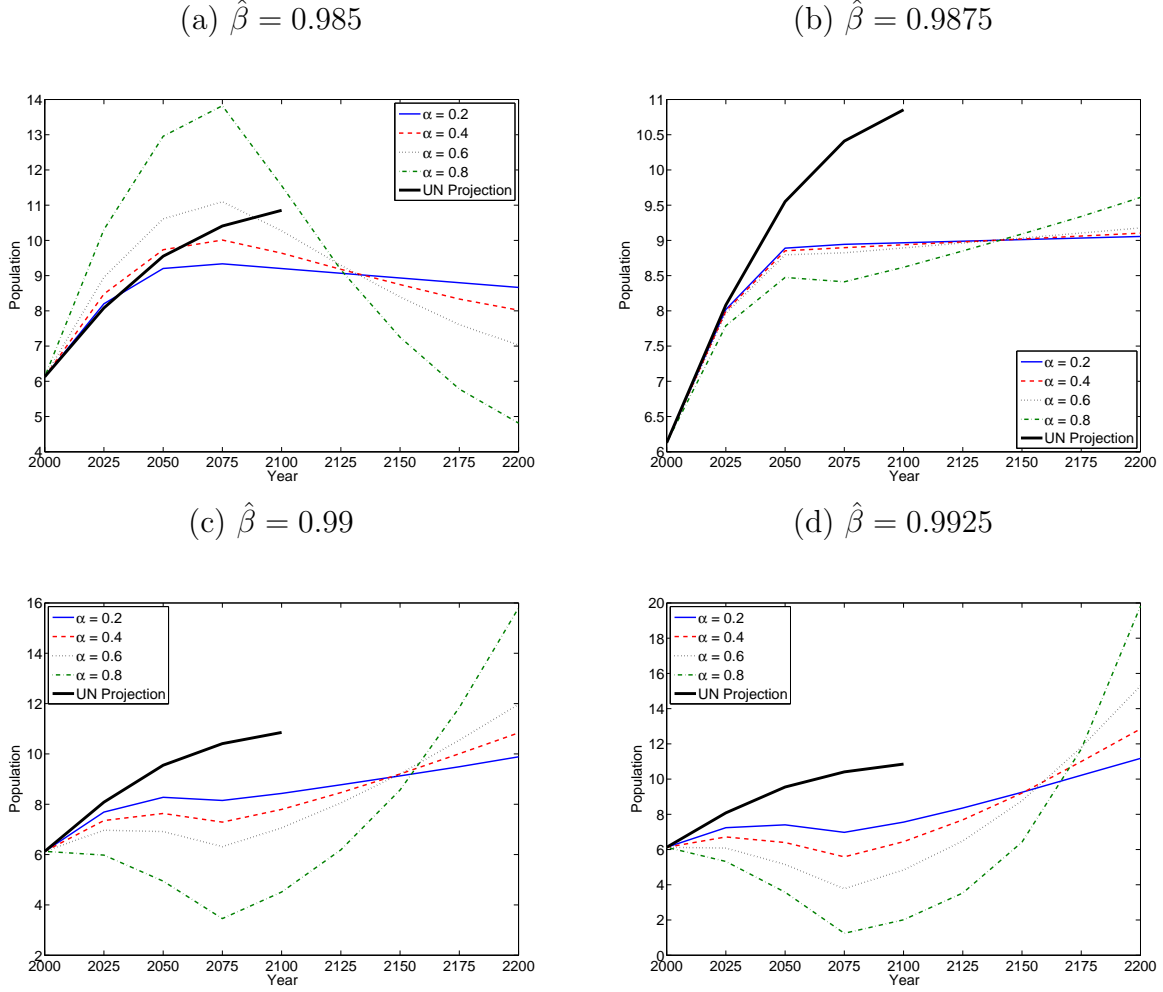 (a) β̂ = 0.985
14
13
12
11
10
9
8
7
6
5
4
Population
α = 0.2
α = 0.4
α = 0.6
α = 0.8
UN Projection
2000 2025 2050 2075 2100 2125 2150 2175 2200
Year
(b) β̂ = 0.9875
11
10.5
10
9.5
9
8.5
8
7.5
7
6.5
6
Population
α = 0.2
α = 0.4
α = 0.6
α = 0.8
UN Projection
2000 2025 2050 2075 2100 2125 2150 2175 2200
Year
(c) β̂ = 0.99
16
14
12
10
8
6
4
2
Population
α = 0.2
α = 0.4
α = 0.6
α = 0.8
UN Projection
2000 2025 2050 2075 2100 2125 2150 2175 2200
Year
(d) β̂ = 0.9925
20
18
16
14
12
10
8
6
4
2
0
Population
α = 0.2
α = 0.4
α = 0.6
α = 0.8
UN Projection
2000 2025 2050 2075 2100 2125 2150 2175 2200
Year